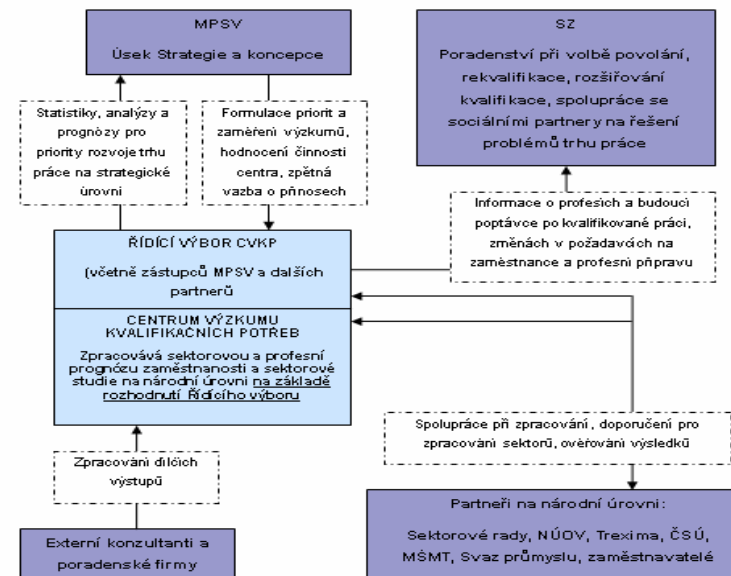 MPSV
Úsek Strategie a koncepce
SZ
Poradenství při volbě povolání,
rekvalifikace, rozšiřování
kvalifikace, spolupráce se
sociálními partnery na řešení
problémů trhu práce
Statistiky, analýzy a
prognózy pro
priority rozvoje trhu
práce na strategické
úrovni
Formulace priorit a
zaměření výzkumů,
hodnocení činnosti
centra, zpětná
vazba o přínosech
Informace o profesích a budoucí
poptávce po kvalifikované práci,
změnách v požadavcích na
zaměstnance a profesní přípravu
ŘÍDÍCÍ VÝBOR CVKP
(včetně zástupců MPSV a dalších
partnerů
CENTRUM VÝZKUMU
KVALIFIKAČNÍCH POTŘEB
Zpracovává sektorovou a profesní
prognózu zaměstnanosti a sektorové
studie na národní úrovni na základě
rozhodnutí Řídícího výboru
Spolupráce při zpracování, doporučení pro
zpracování sektorů, ověřování výsledků
Zpracování dílčích
výstupů
Externí konzultanti a
poradenské firmy
Partneři na národní úrovni:
Sektorové rady, NÚOV, Trexima, ČSÚ,
MŠMT, Svaz průmyslu, zaměstnavatelé